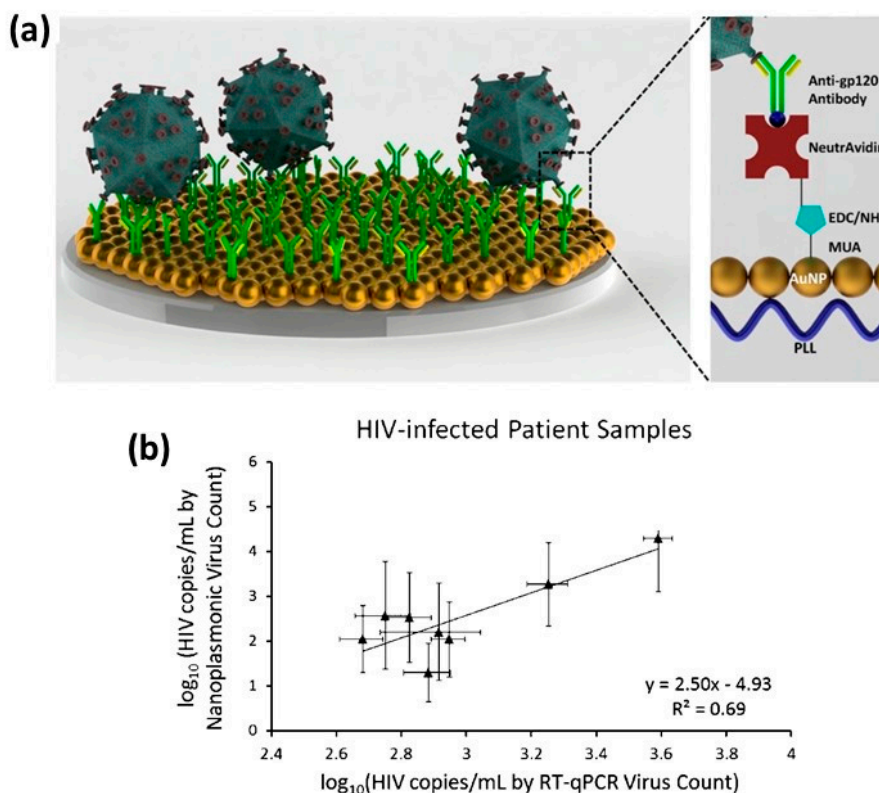 (a)
Anti-gp120
Antibody
NeutrAvidin
EDC/NH
MUA
AuNP
PLL
(b)
HIV-infected Patient Samples
log₁₀ (HIV copies/mL by
Nanoplasmonic Virus Count)
6
5
4
3
2
1
0
2.4 2.6 2.8 3 3.2 3.4 3.6 3.8 4
y = 2.50x - 4.93
R² = 0.69
log₁₀(HIV copies/mL by RT-qPCR Virus Count)